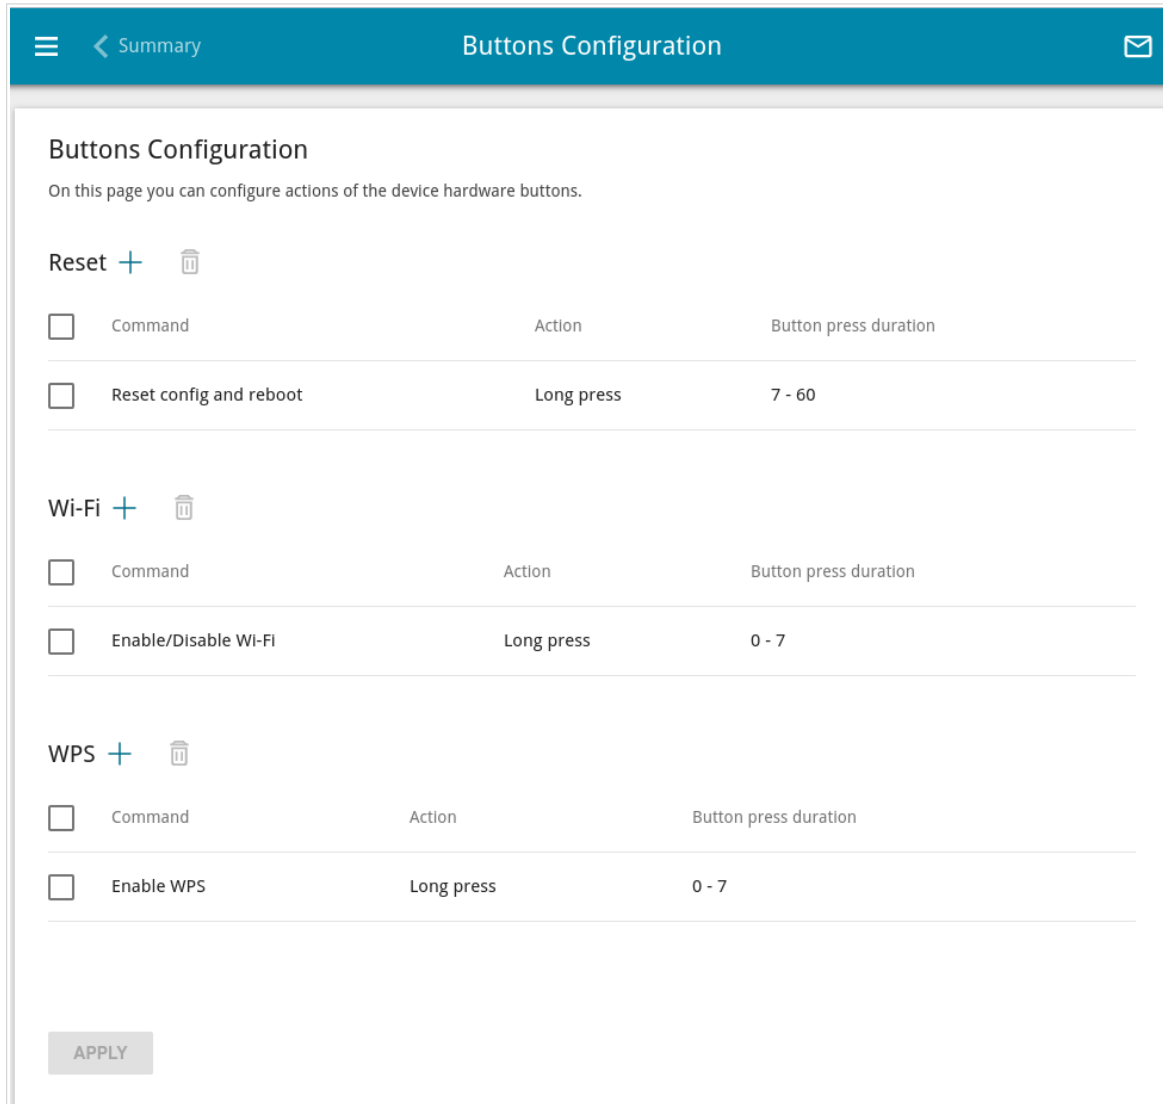 Summary Buttons Configuration
Buttons Configuration
On this page you can configure actions of the device hardware buttons.
Reset
Command Action Button press duration
Reset config and reboot Long press 7 - 60
Wi-Fi
Command Action Button press duration
Enable/Disable Wi-Fi Long press 0 - 7
WPS
Command Action Button press duration
Enable WPS Long press 0 - 7
APPLY